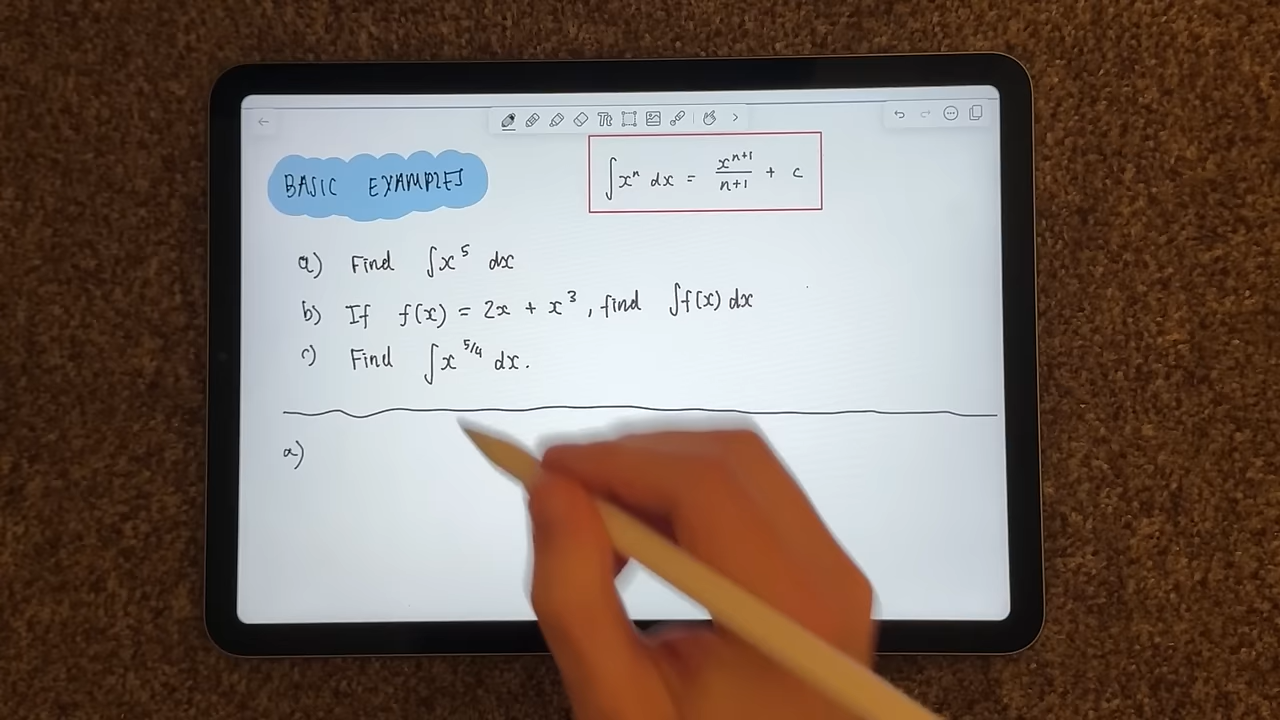 BASIC EXAMPLES
∫xⁿ dx = xⁿ⁺¹/n+1 + c
a) Find ∫x⁵ dx
b) If f(x) = 2x + x³, find ∫f(x) dx
c) Find ∫x^5/4 dx.
a)